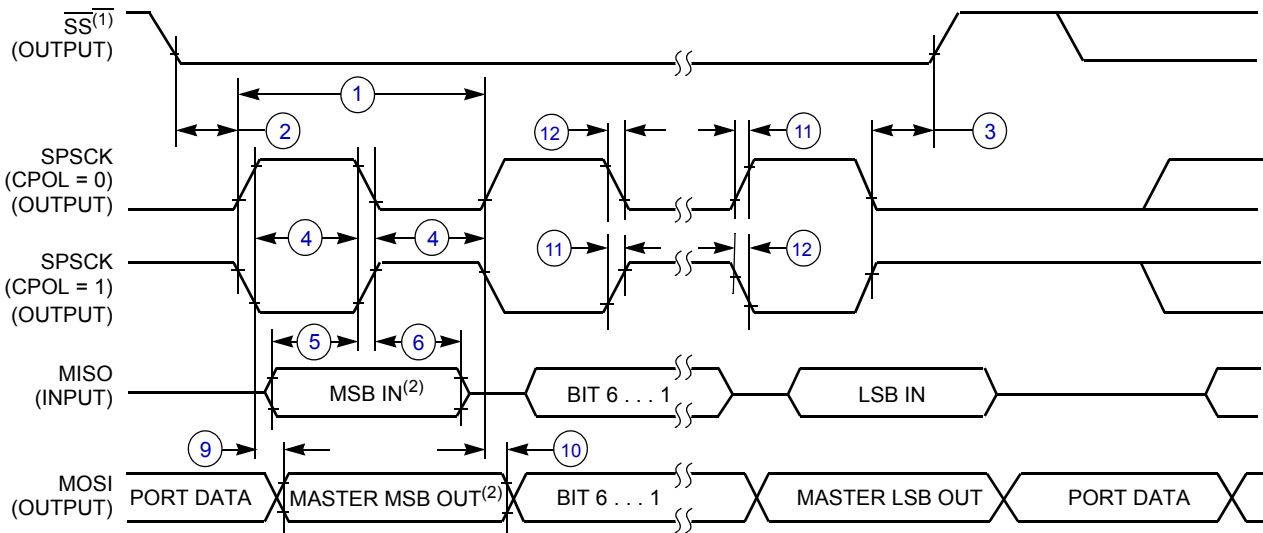 SS(1)
(OUTPUT)
1
2
12
11
3
SPSCK
(CPOL = 0)
(OUTPUT)
4
4
11
12
SPSCK
(CPOL = 1)
(OUTPUT)
5
6
MISO
(INPUT)
MSB IN(2)
BIT 6 . . . 1
LSB IN
9
10
MOSI
(OUTPUT)
PORT DATA
MASTER MSB OUT(2)
BIT 6 . . . 1
MASTER LSB OUT
PORT DATA